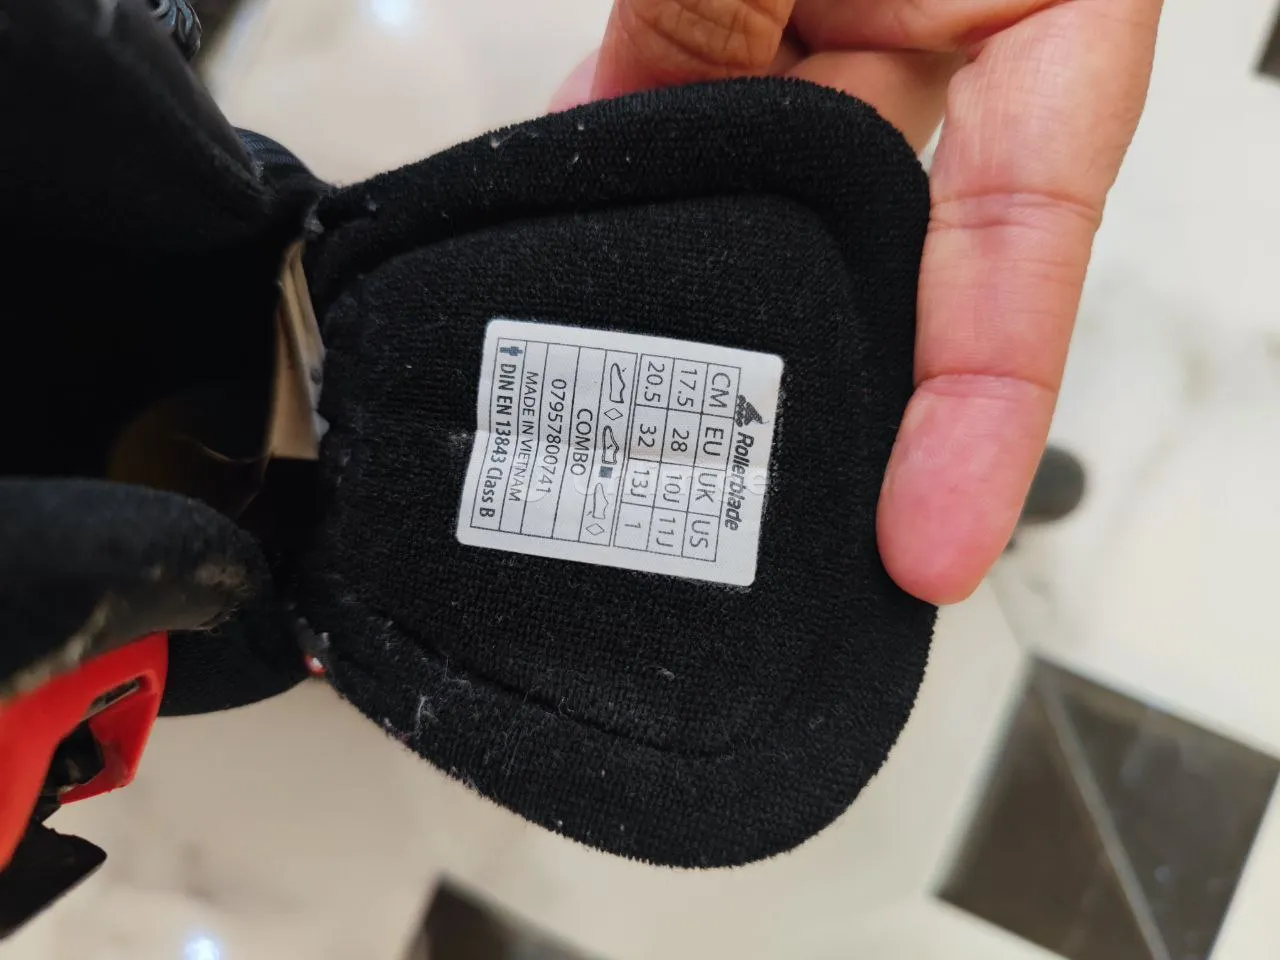 Rollerblade
CM EU UK US
17.5 28 10J 11J
20.5 32 13J 1
COMBO
07957800741
MADE IN VIETNAM
DIN EN 13843 Class B